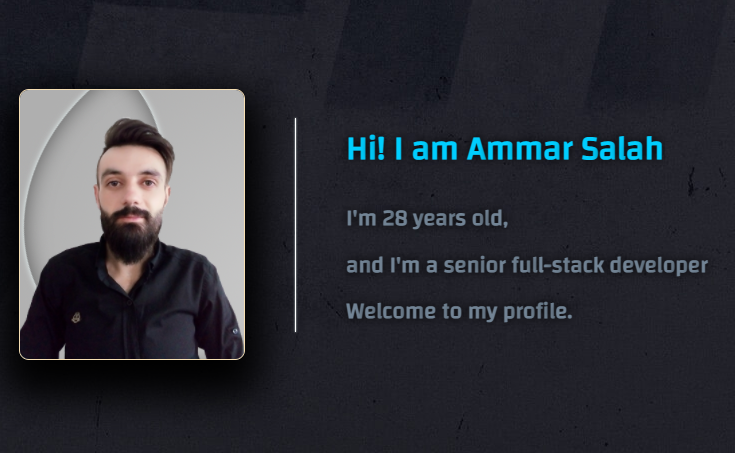 Hi! I am Ammar Salah
I'm 28 years old,
and I'm a senior full-stack developer
Welcome to my profile.